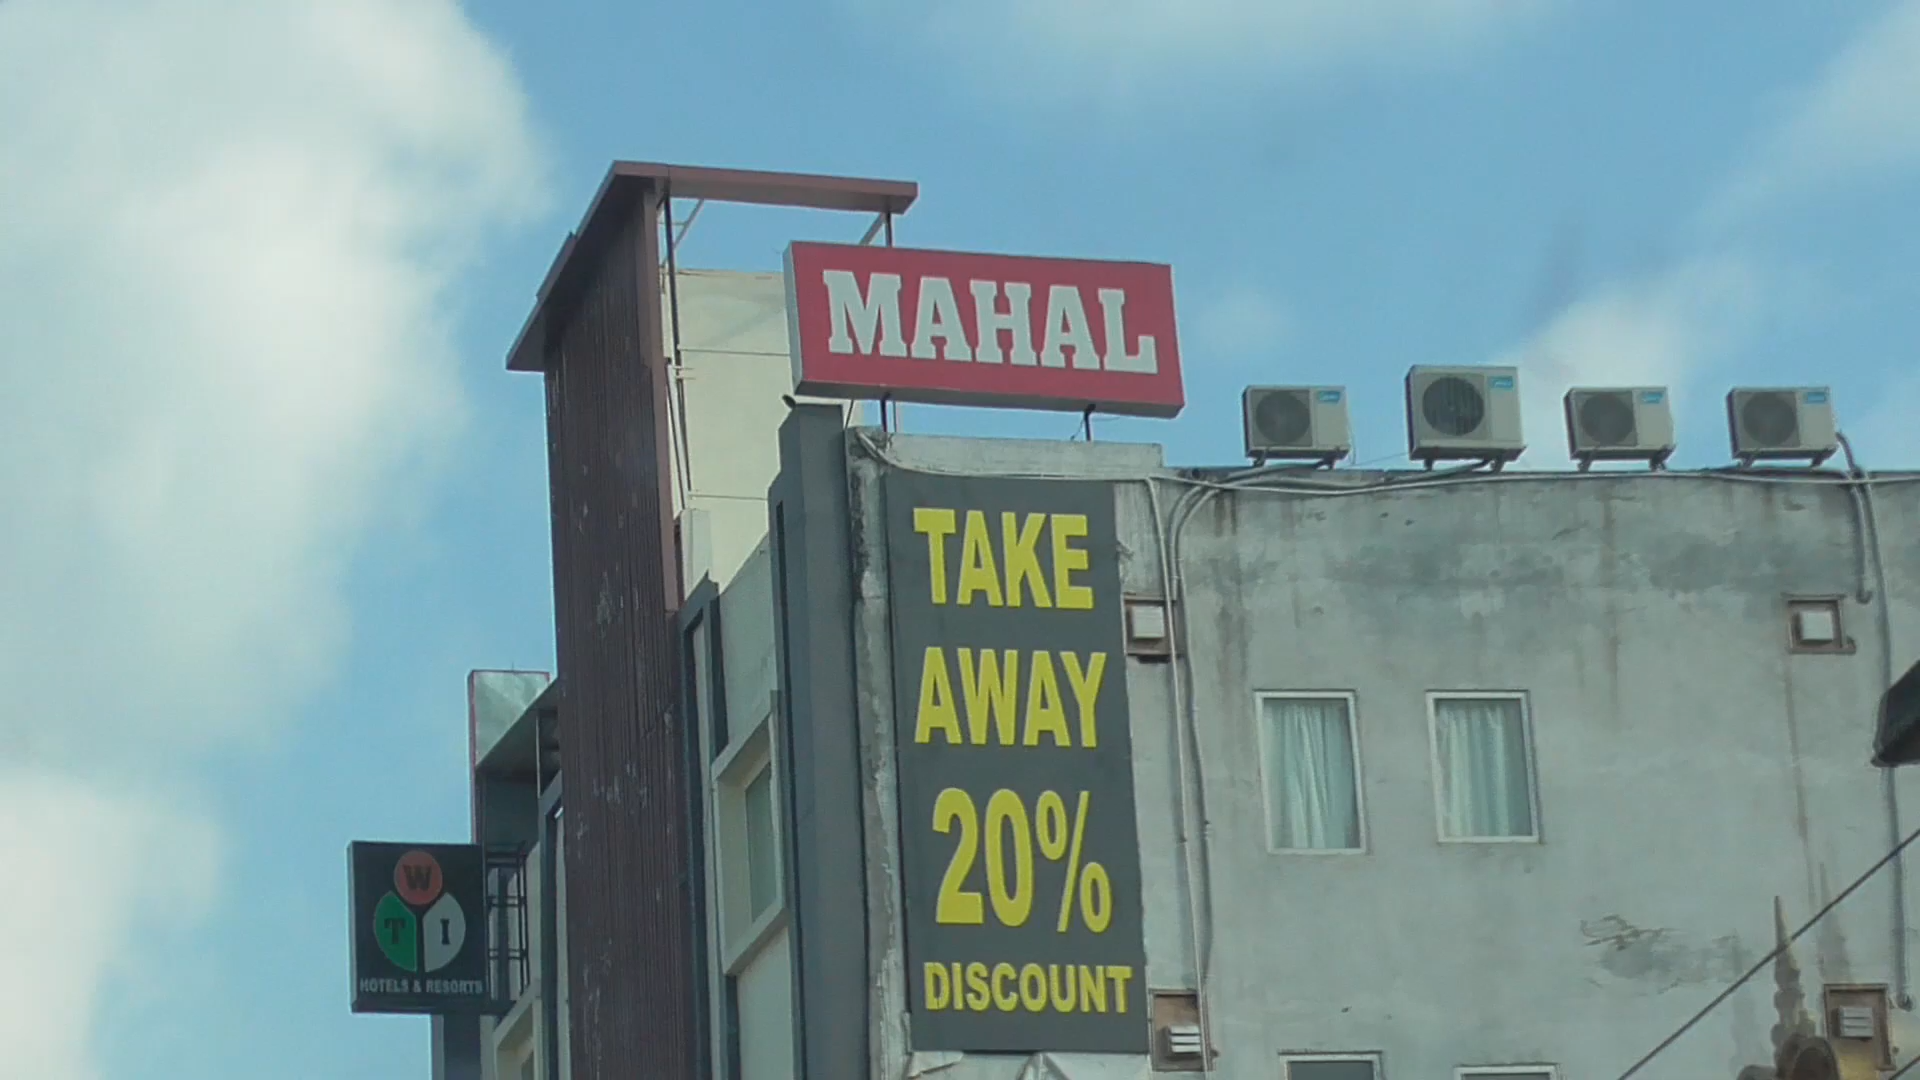 MAHAL
TAKE
AWAY
20%
DISCOUNT
W
T I
HOTELS & RESORTS